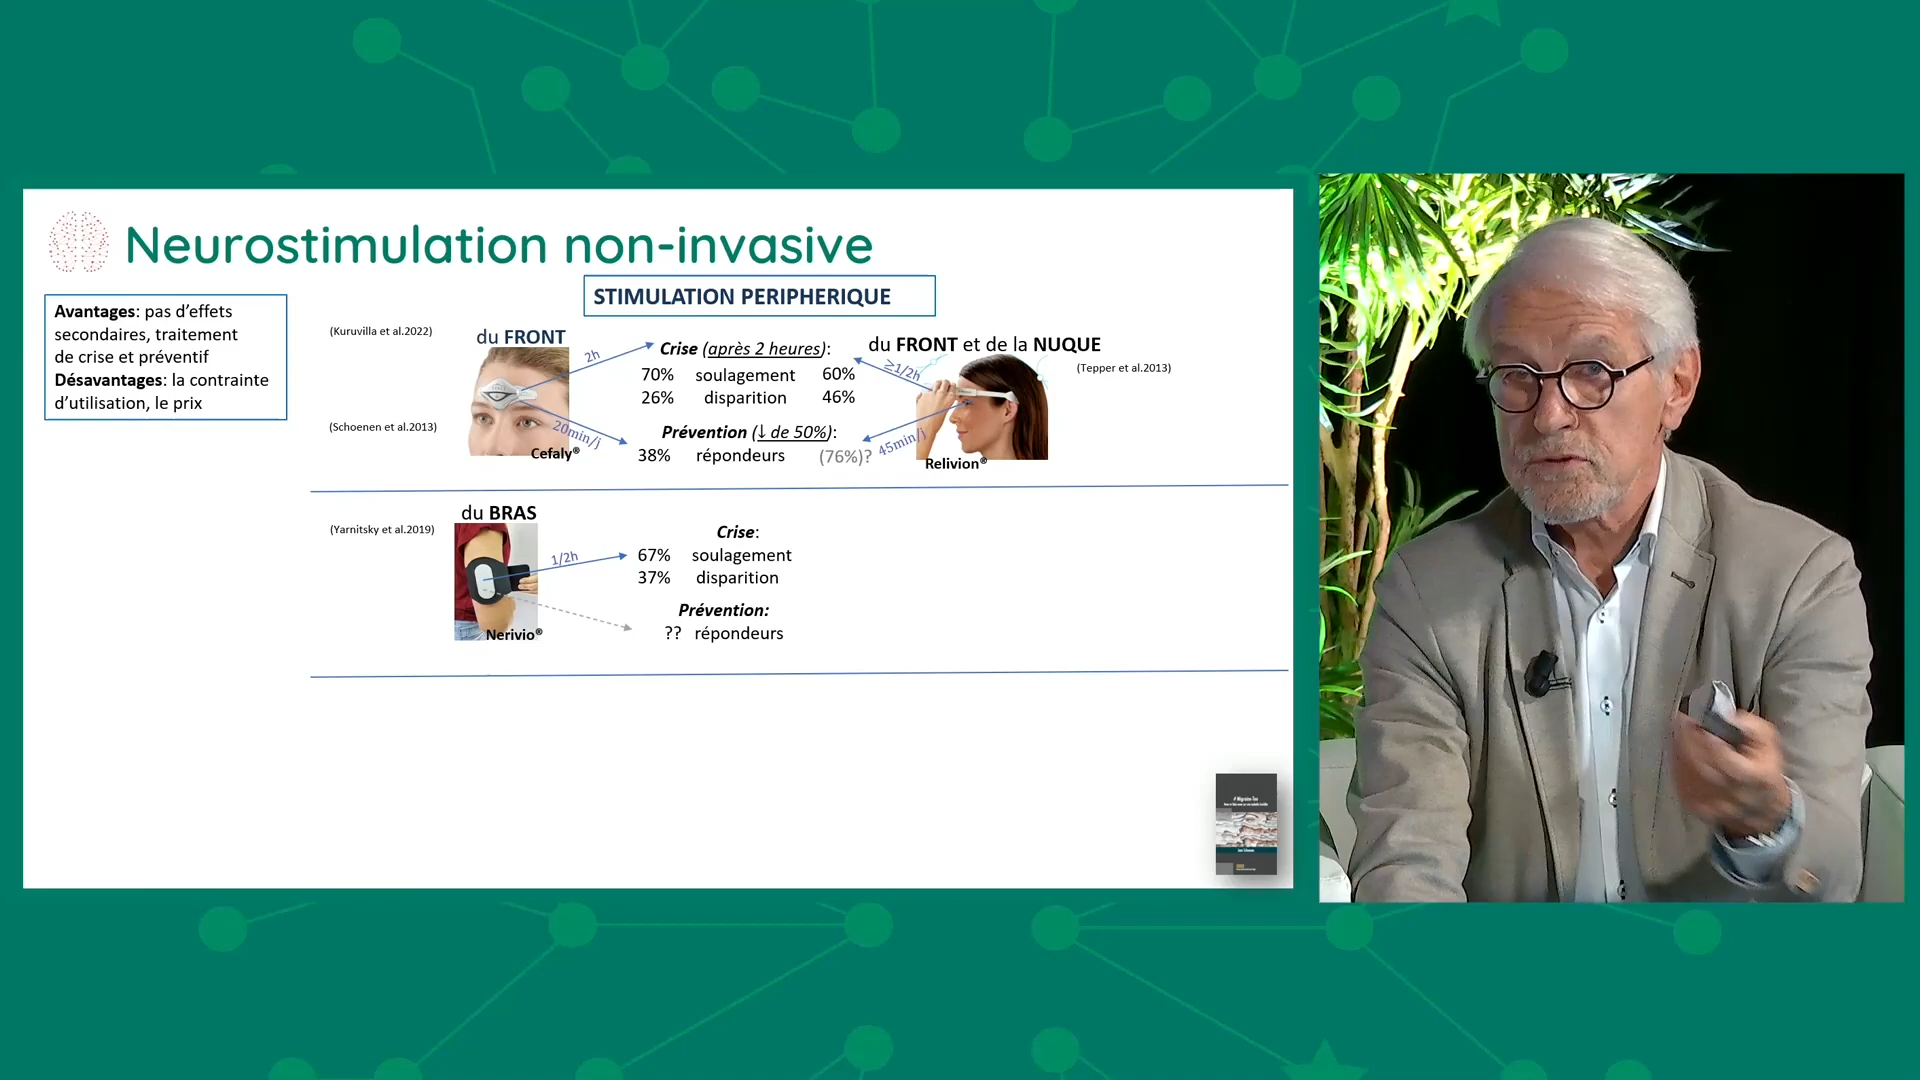 Neurostimulation non-invasive
STIMULATION PERIPHERIQUE
Avantages: pas d’effets
secondaires, traitement
de crise et préventif
Désavantages: la contrainte
d’utilisation, le prix
(Kuruvilla et al.2022)
du FRONT
2h
Crise (après 2 heures):
70% soulagement 60%
26% disparition 46%
du FRONT et de la NUQUE
≥1/2h
(Tepper et al.2013)
(Schoenen et al.2013)
20min/j
Cefaly®
Prévention (↓ de 50%):
38% répondeurs (76%)?
45min/j
Relivion®
du BRAS
(Yarnitsky et al.2019)
1/2h
Nerivio®
Crise:
67% soulagement
37% disparition
Prévention:
?? répondeurs